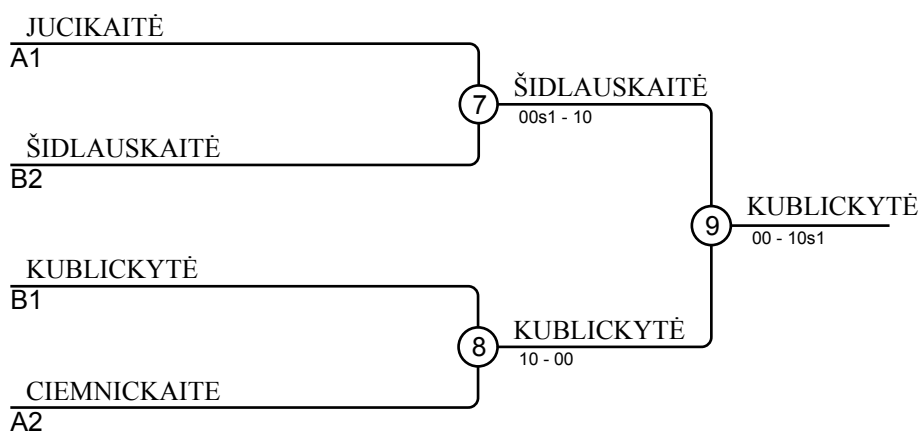 JUCIKAITĖ
A1
7
ŠIDLAUSKAITĖ
00s1 - 10
ŠIDLAUSKAITĖ
B2
9
KUBLICKYTĖ
00 - 10s1
KUBLICKYTĖ
B1
8
KUBLICKYTĖ
10 - 00
CIEMNICKAITE
A2